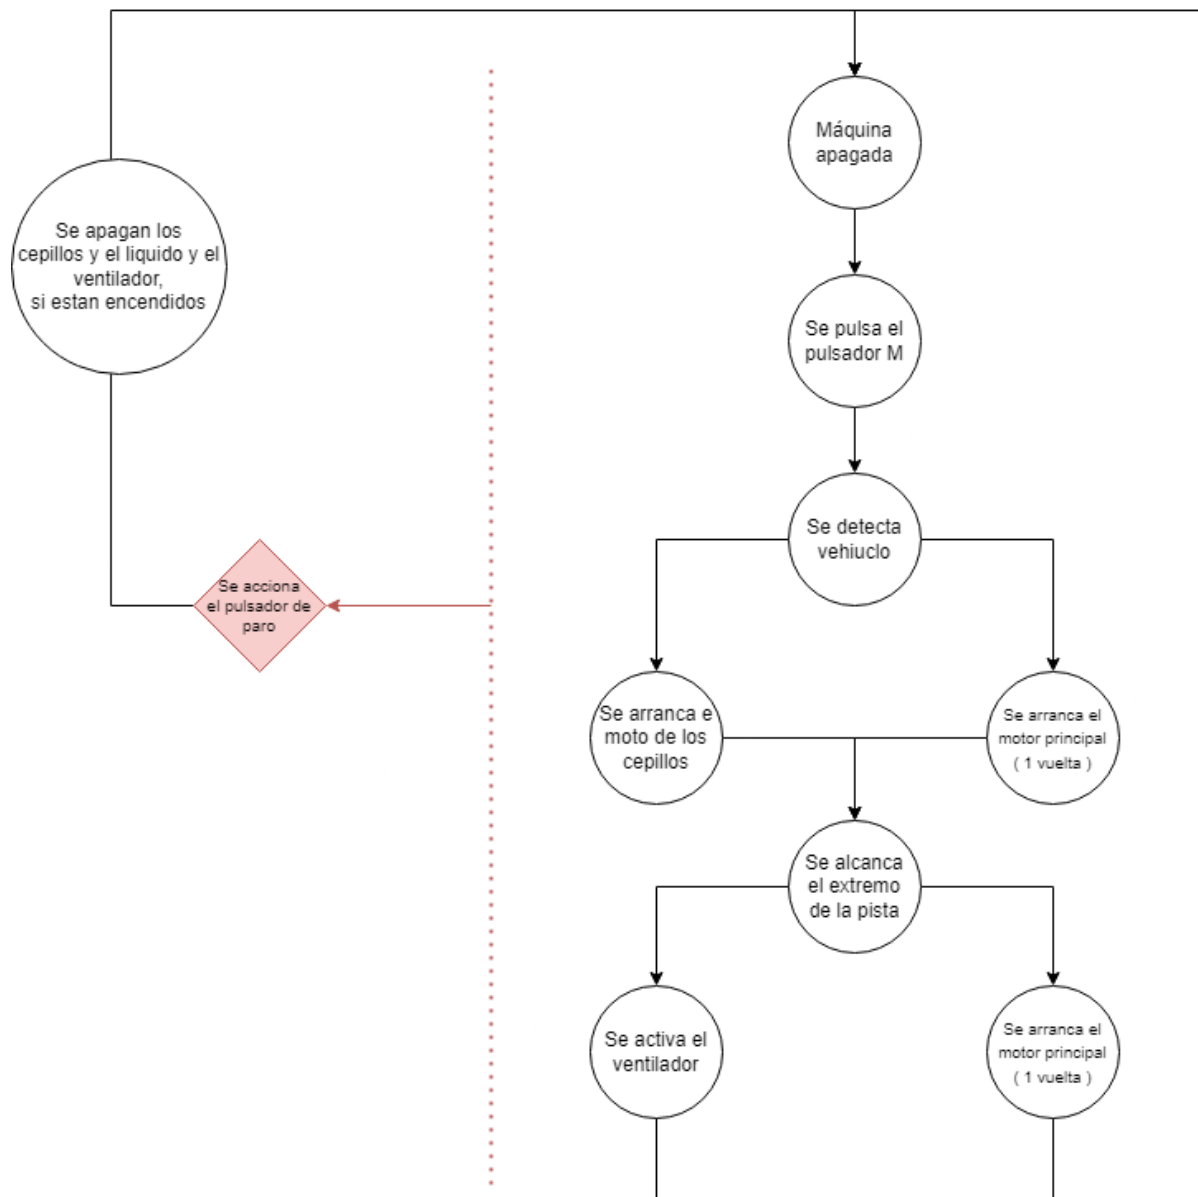 Máquina
apagada
Se apagan los
cepillos y el liquido y el
ventilador,
si estan encendidos
Se pulsa el
pulsador M
Se detecta
vehiuclo
Se acciona
el pulsador de
paro
Se arranca e
moto de los
cepillos
Se arranca el
motor principal
( 1 vuelta )
Se alcanca
el extremo
de la pista
Se activa el
ventilador
Se arranca el
motor principal
( 1 vuelta )